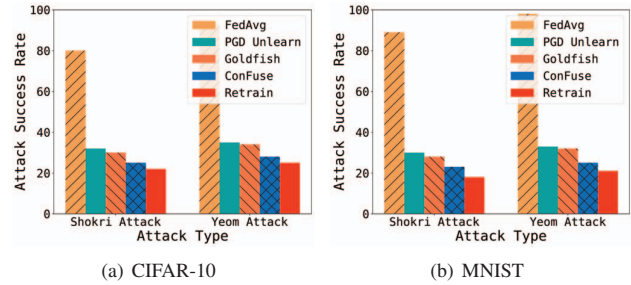 100
80
60
40
20
0
Attack Success Rate
FedAvg
PGD Unlearn
Goldfish
ConFuse
Retrain
Shokri Attack
Yeom Attack
Attack Type
(a) CIFAR-10
100
80
60
40
20
0
Attack Success Rate
FedAvg
PGD Unlearn
Goldfish
ConFuse
Retrain
Shokri Attack
Yeom Attack
Attack Type
(b) MNIST